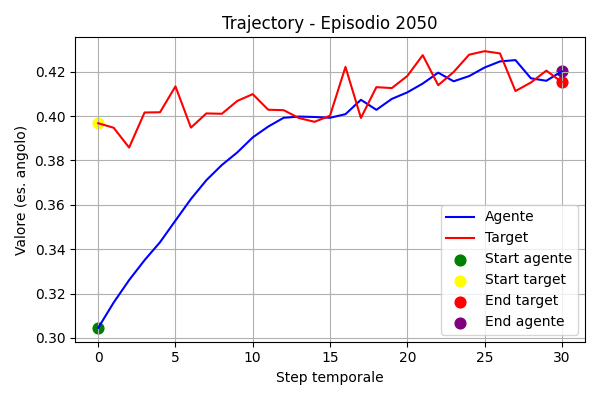 Trajectory - Episodio 2050
Valore (es. angolo)
0.42
0.40
0.38
0.36
0.34
0.32
0.30
Agente
Target
Start agente
Start target
End target
End agente
0 5 10 15 20 25 30
Step temporale